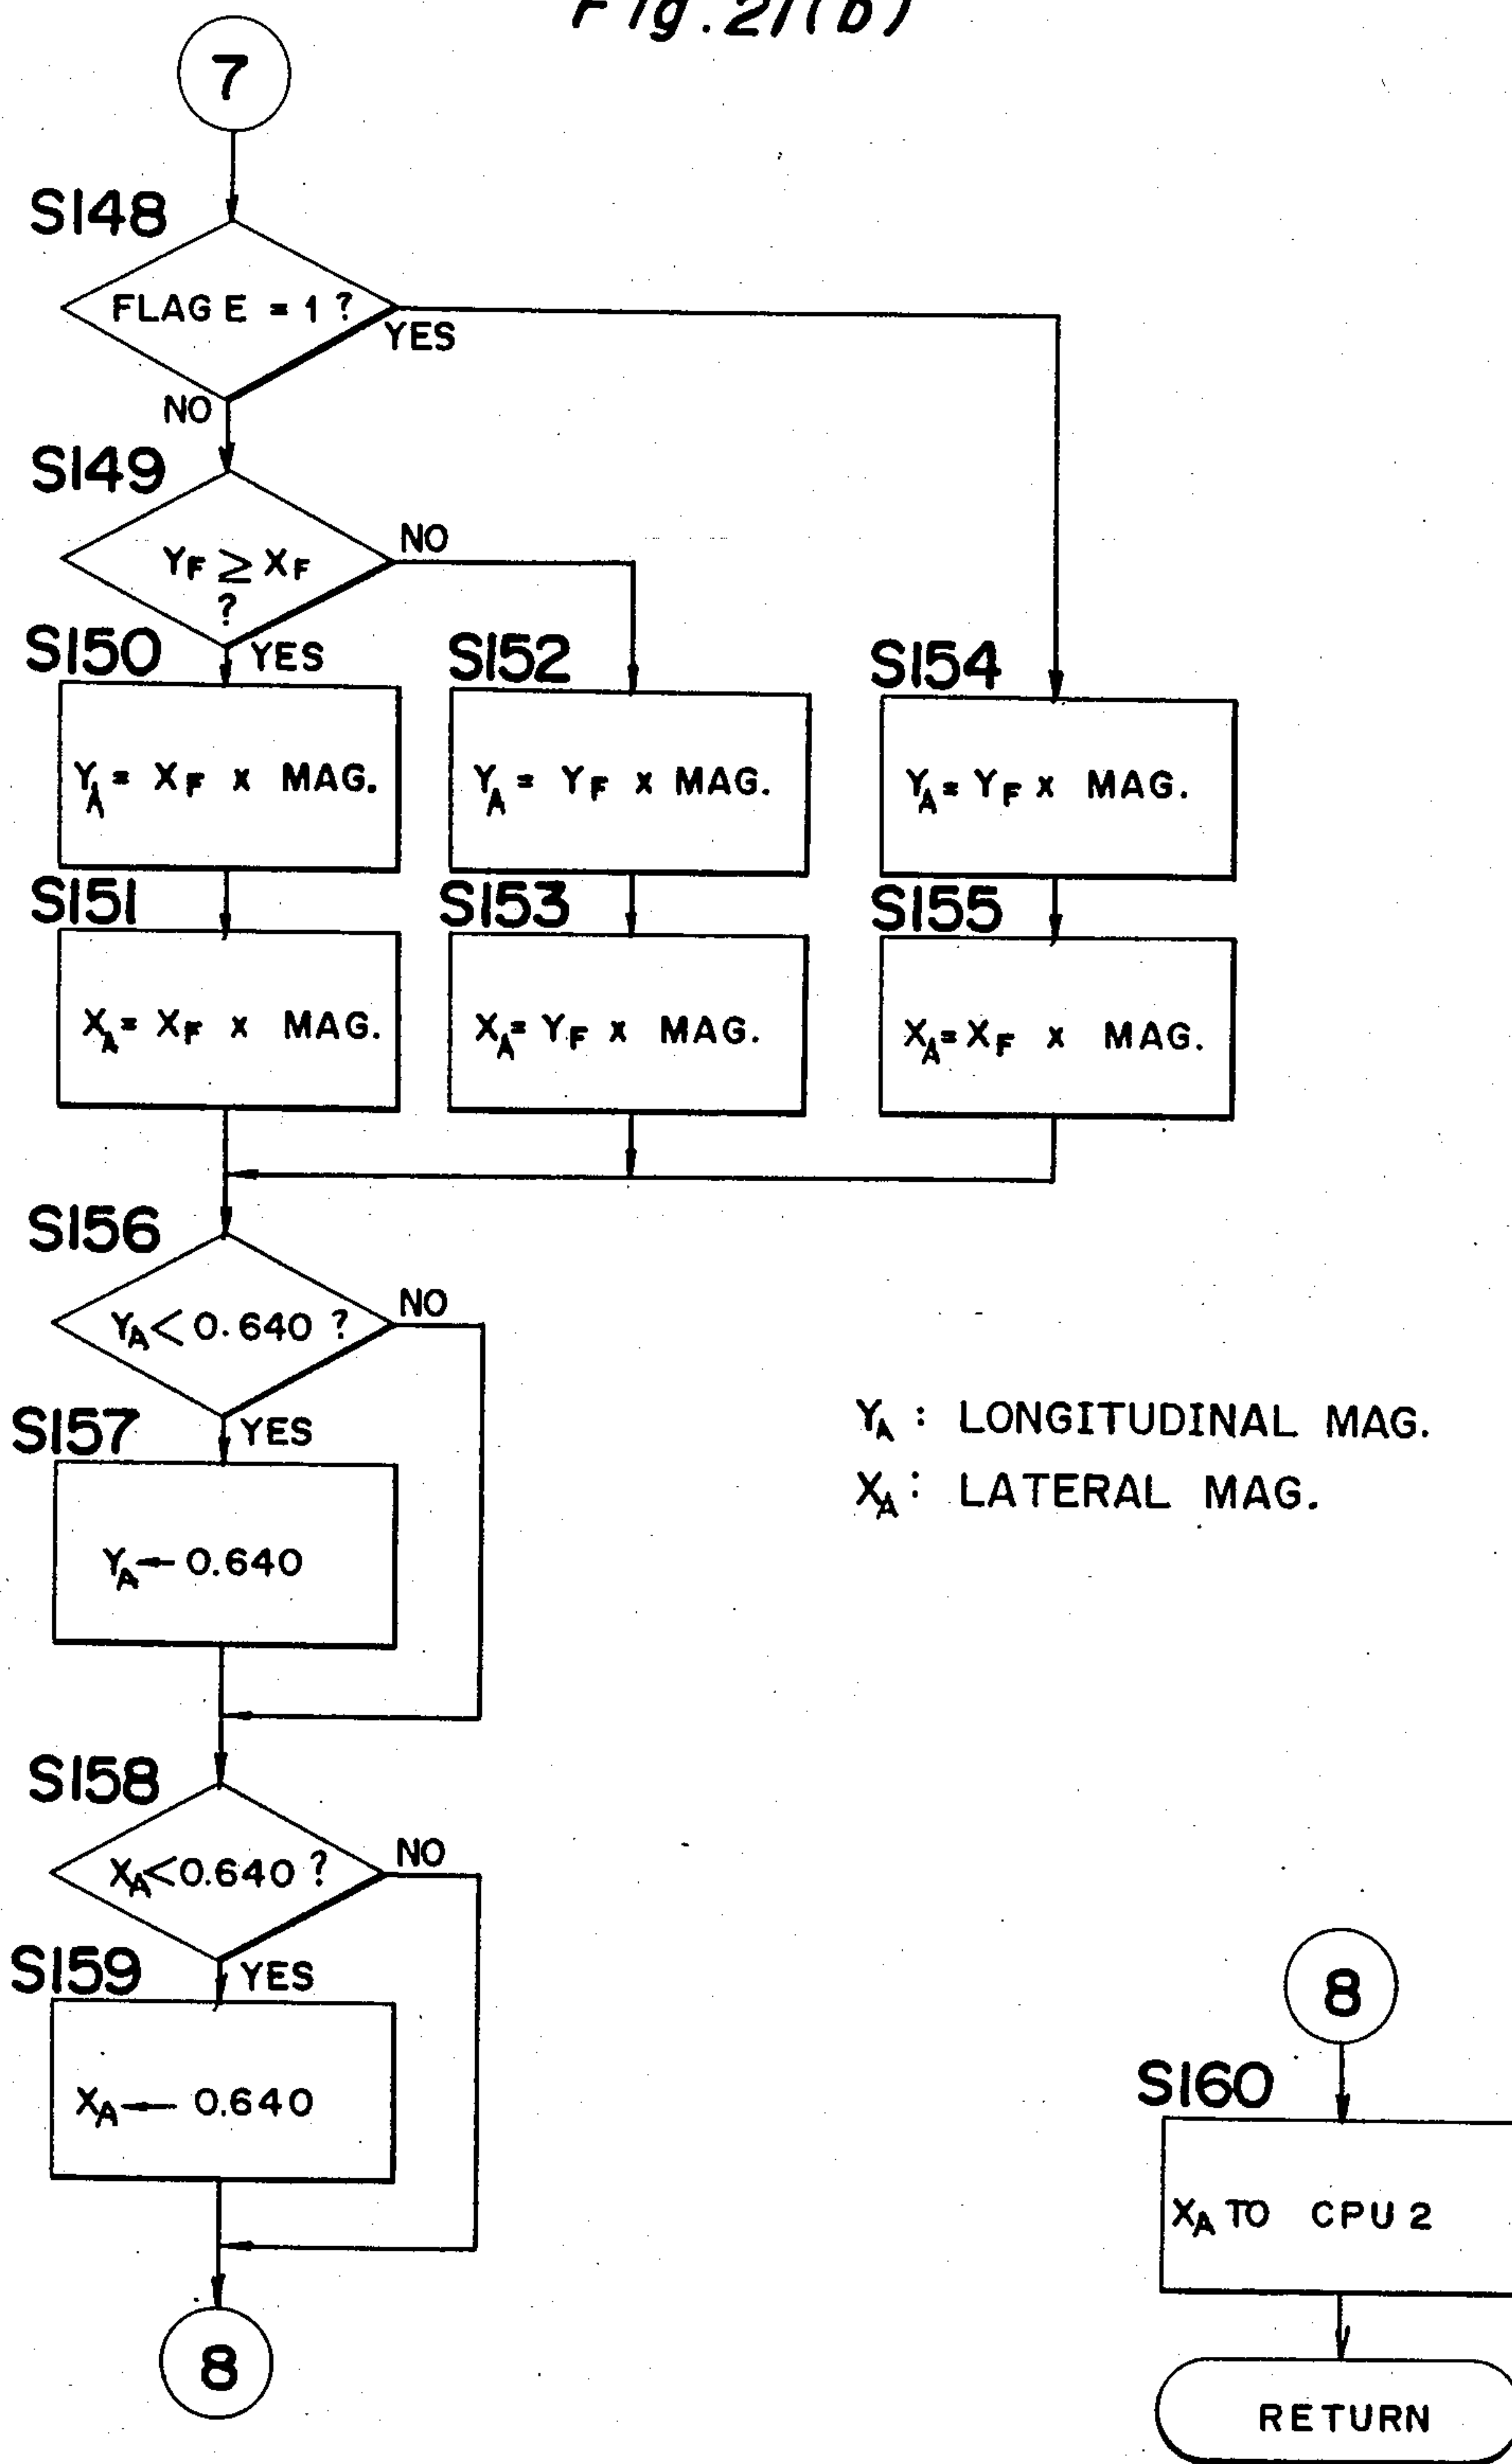 Fig.21(b)
7
S148
FLAG E = 1 ?
YES
NO
S149
YF ≥ XF
?
NO
YES
S150
YA = XF x MAG.
S152
YA = YF x MAG.
S154
YA = YF x MAG.
S151
XA = XF x MAG.
S153
XA = YF x MAG.
S155
XA = XF x MAG.
S156
YA < 0.640 ?
NO
YES
S157
YA ← 0.640
YA : LONGITUDINAL MAG.
XA : LATERAL MAG.
S158
XA < 0.640 ?
NO
YES
S159
XA ← 0.640
8
8
S160
XA TO CPU 2
RETURN